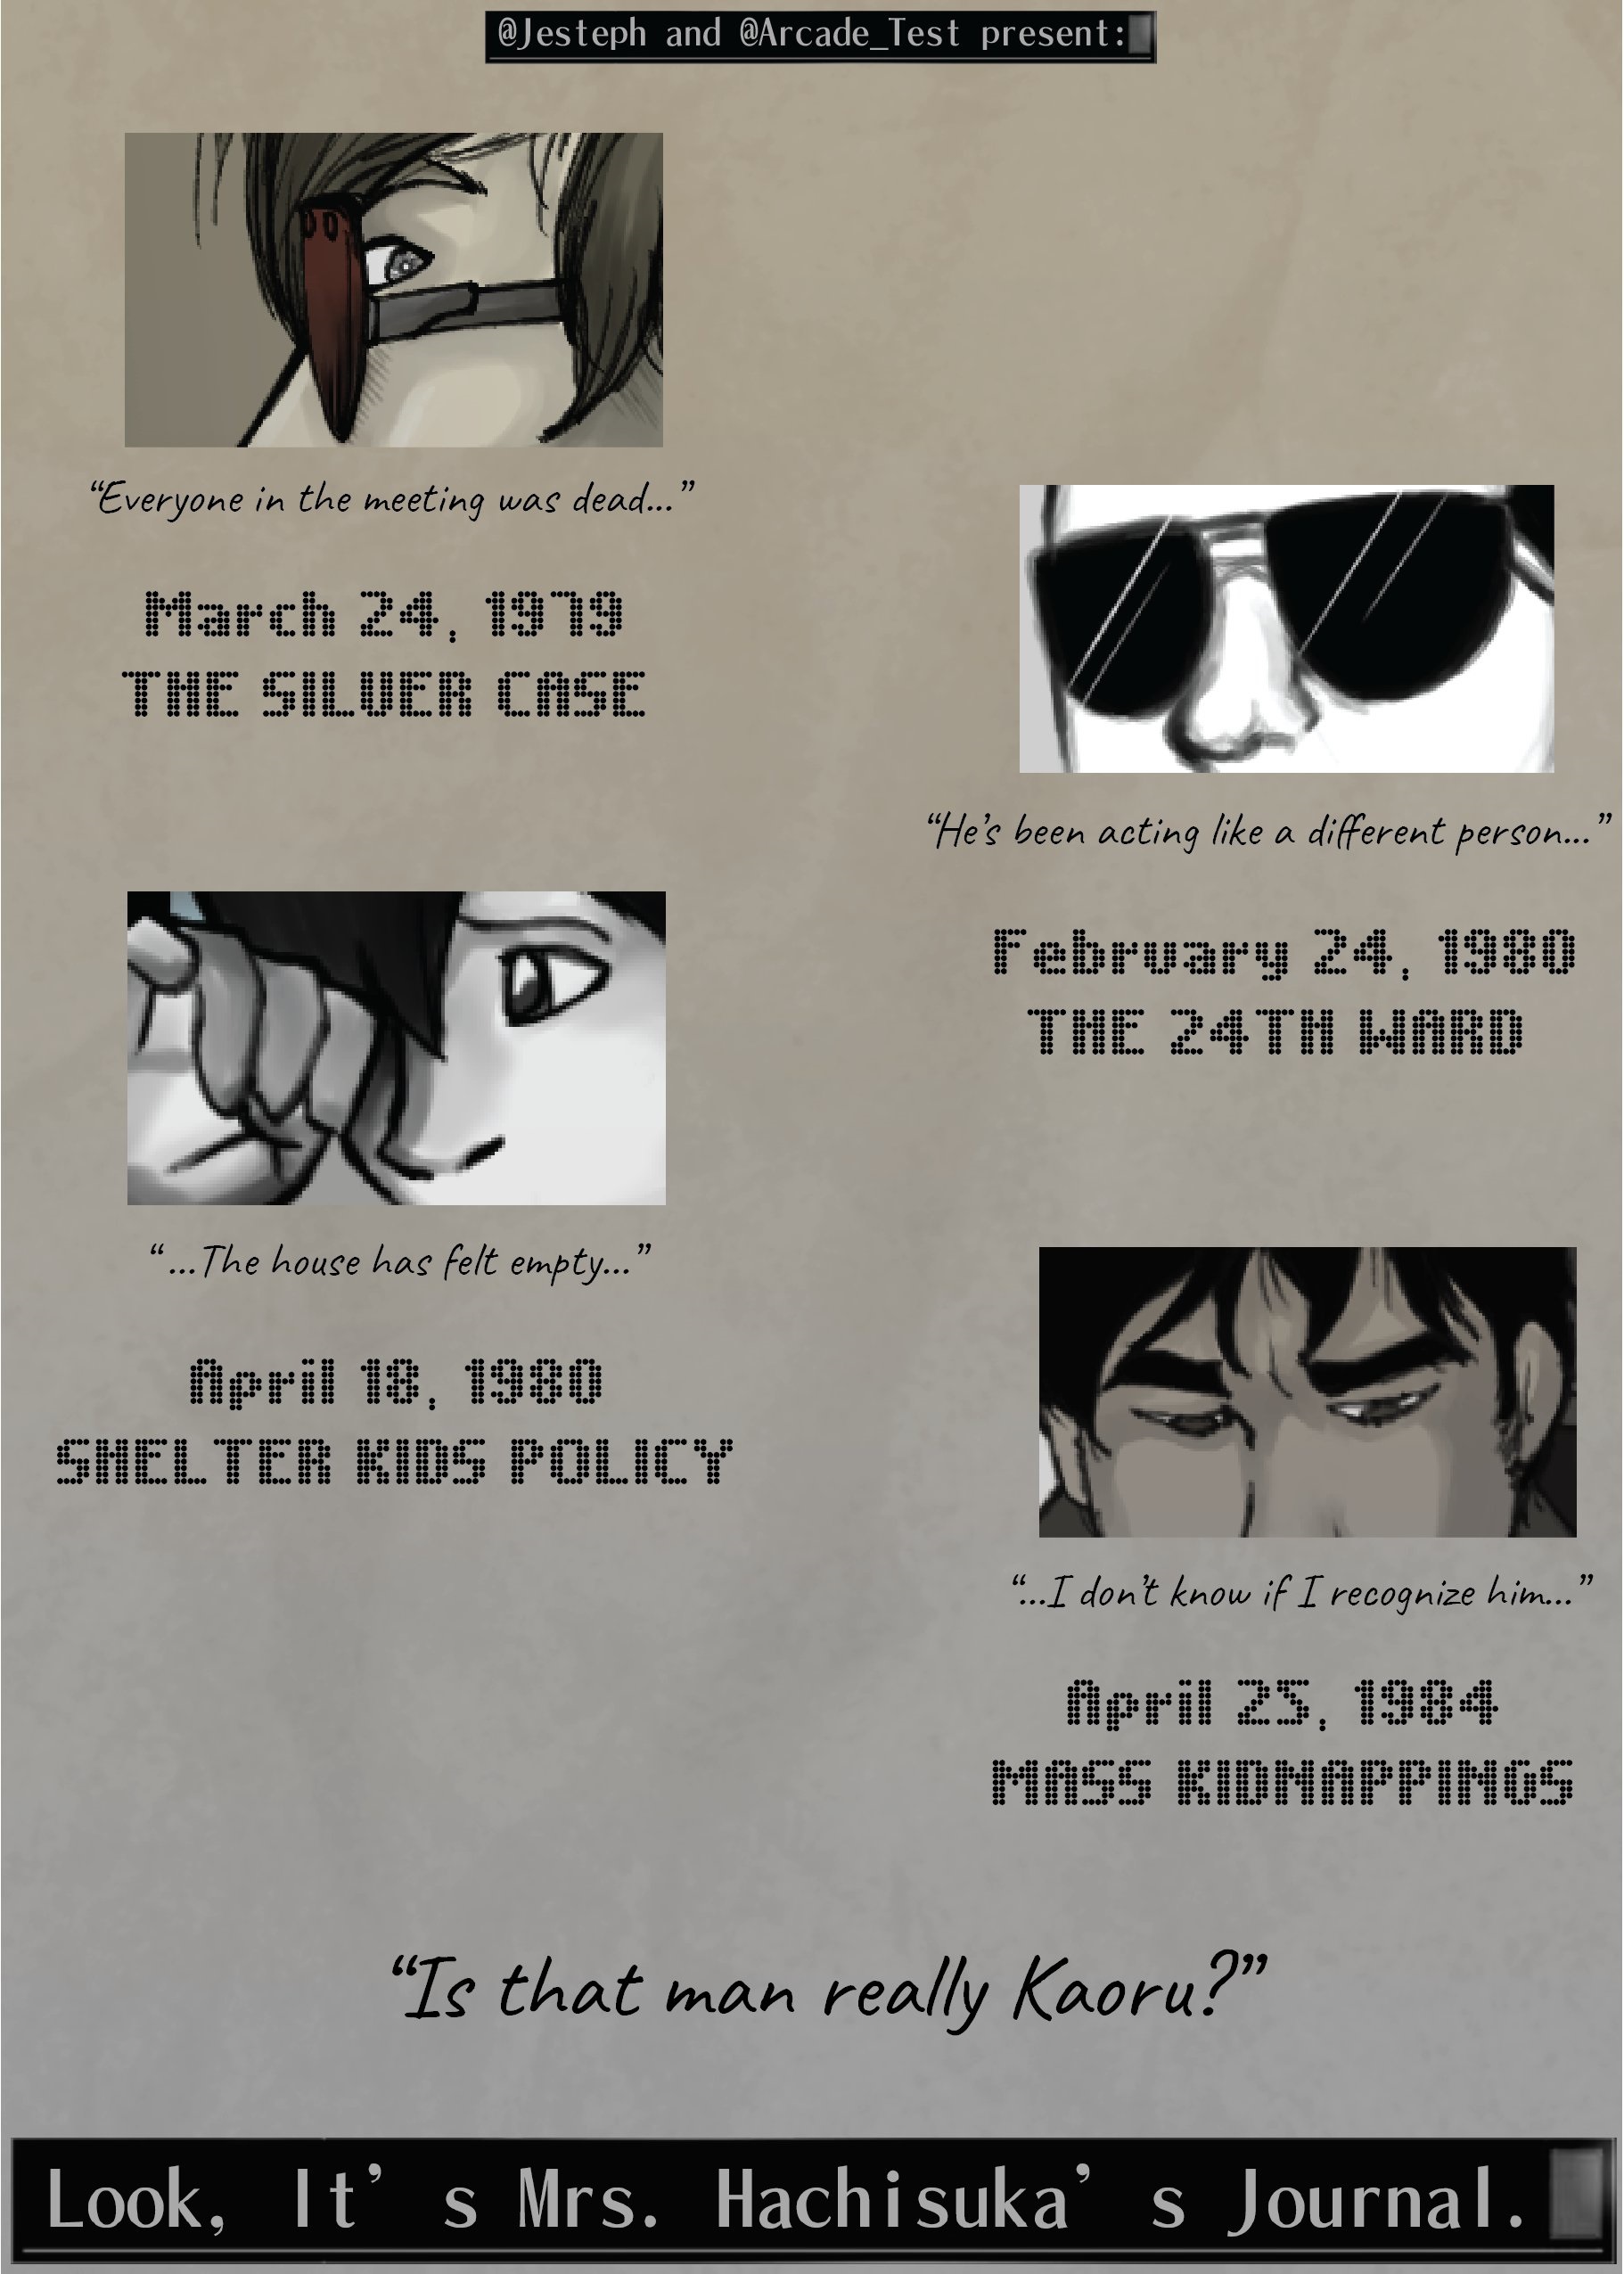 @Jesteph and @Arcade_Test present:
“Everyone in the meeting was dead...”
March 24, 1979
THE SILVER CASE
“He’s been acting like a different person...”
February 24, 1980
THE 24TH WARD
“...The house has felt empty...”
April 18, 1980
SHELTER KIDS POLICY
“...I don’t know if I recognize him...”
April 25, 1984
MASS KIDNAPPINGS
“Is that man really Kaoru?”
Look, It’s Mrs. Hachisuka’s Journal.